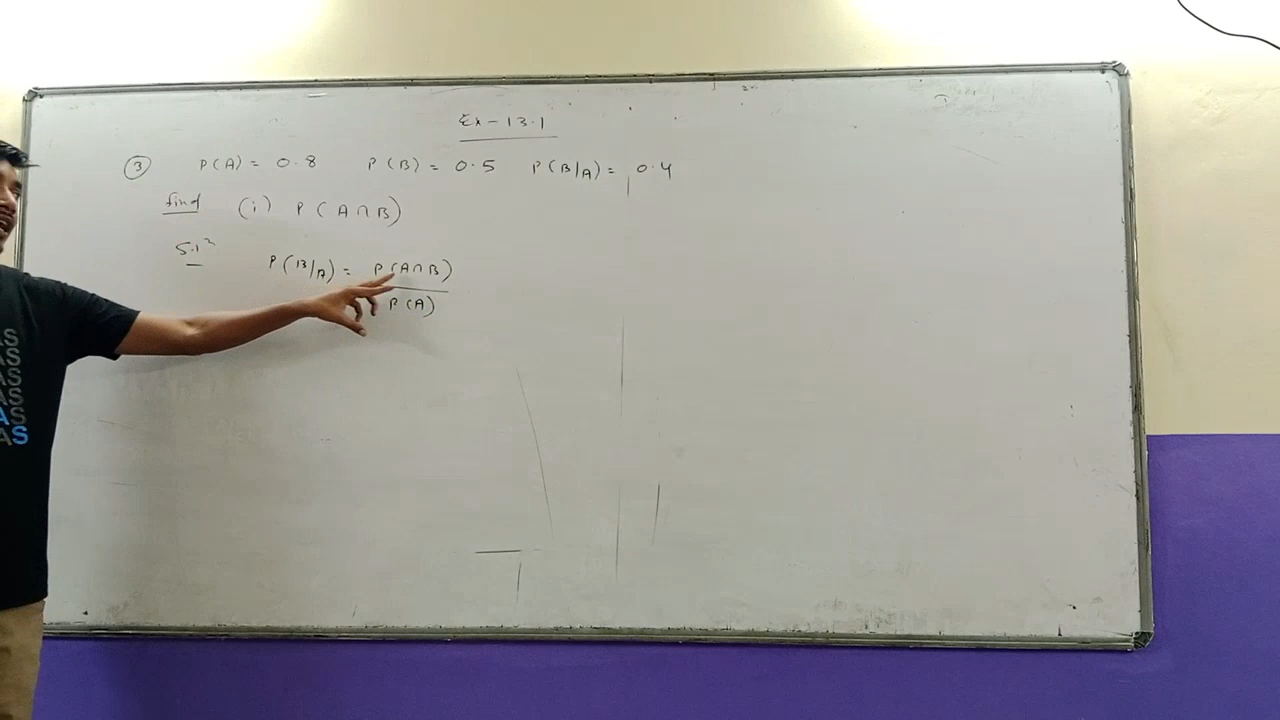 Ex-13.1
③ P(A) = 0.8 P(B) = 0.5 P(B/A) = 0.4
find (i) P(A∩B)
Solⁿ P(B/A) = P(A∩B)
P(A)